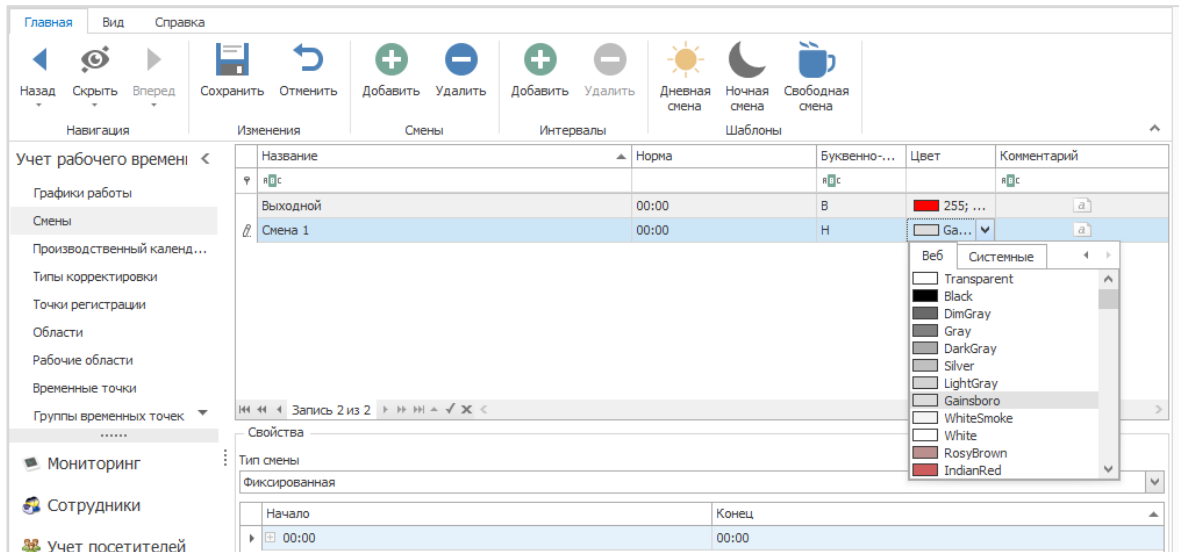 Главная Вид Справка
Назад Скрыть Вперед Сохранить Отменить Добавить Удалить Добавить Удалить Дневная смена Ночная смена Свободная смена
Навигация Изменения Смены Интервалы Шаблоны
Учет рабочего времени
Графики работы
Смены
Производственный календ...
Типы корректировки
Точки регистрации
Области
Рабочие области
Временные точки
Группы временных точек
Мониторинг
Сотрудники
Учет посетителей
Название Норма Буквенно-... Цвет Комментарий
Выходной 00:00 В 255; ...
Смена 1 00:00 Н Ga...
Веб Системные
Transparent
Black
DimGray
Gray
DarkGray
Silver
LightGray
Gainsboro
WhiteSmoke
White
RosyBrown
IndianRed
Запись 2 из 2
Свойства
Тип смены
Фиксированная
Начало Конец
00:00 00:00